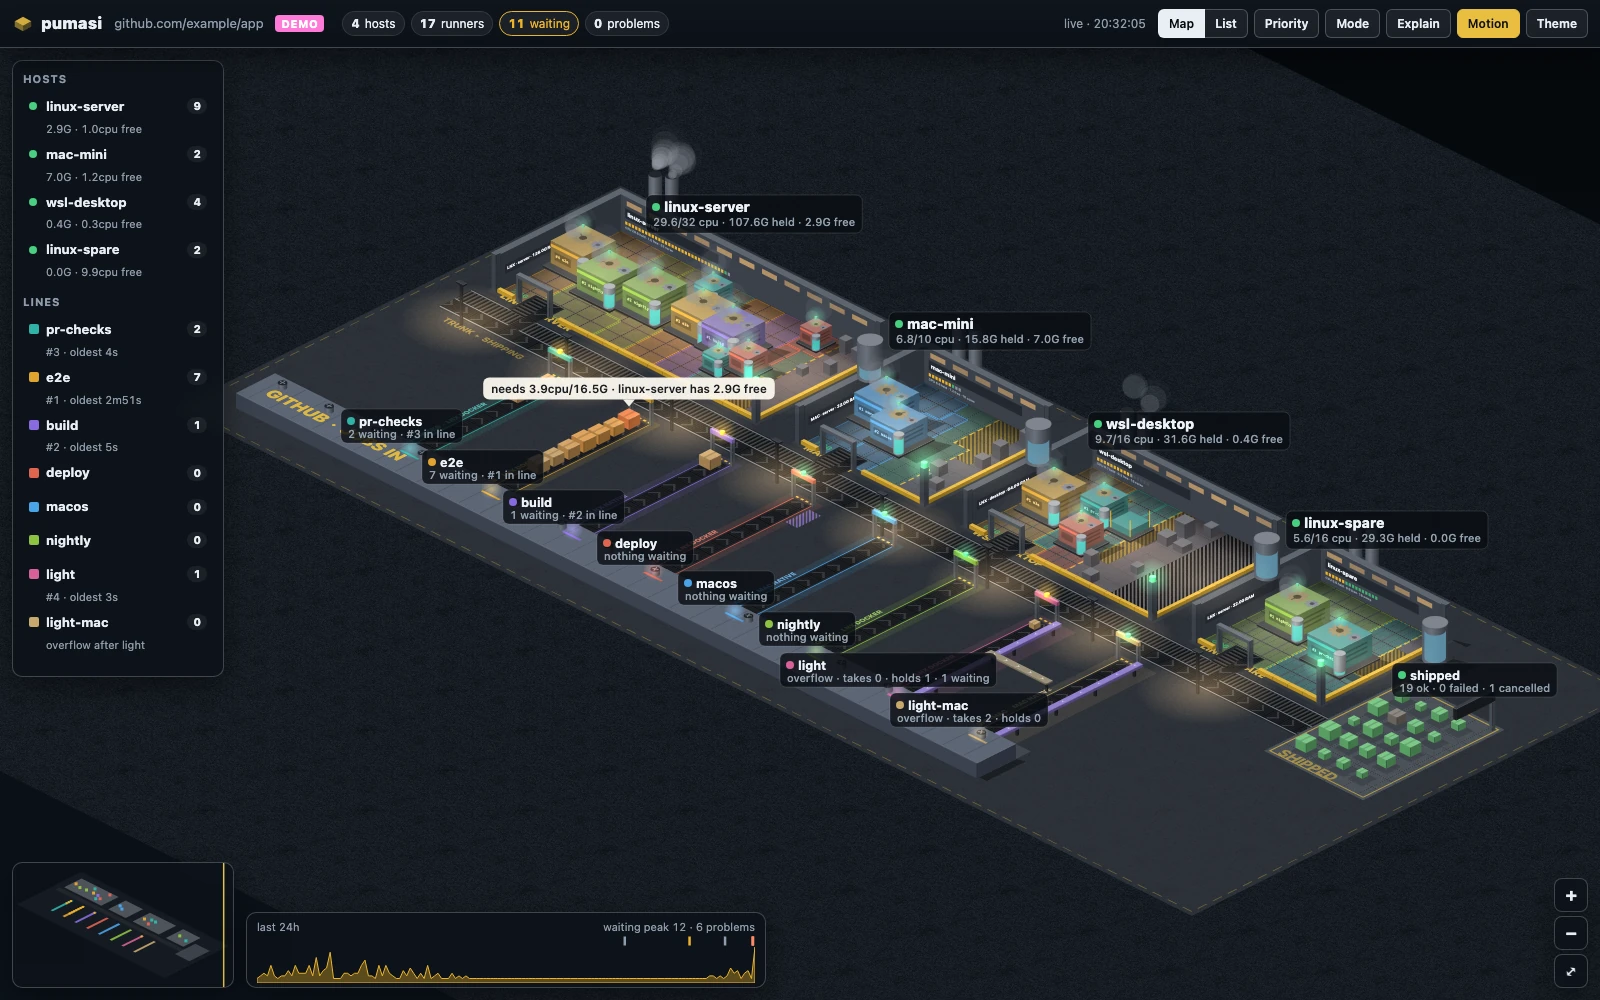 pumasi github.com/example/app DEMO 4 hosts 17 runners 11 waiting 0 problems live · 20:32:05 Map List Priority Mode Explain Motion Theme
HOSTS
linux-server 9
2.9G · 1.0cpu free
mac-mini 2
7.0G · 1.2cpu free
wsl-desktop 4
0.4G · 0.3cpu free
linux-spare 2
0.0G · 9.9cpu free
LINES
pr-checks 2
#3 · oldest 4s
e2e 7
#1 · oldest 2m51s
build 1
#2 · oldest 5s
deploy 0
macos 0
nightly 0
light 1
#4 · oldest 3s
light-mac 0
overflow after light
linux-server
29.6/32 cpu · 107.6G held · 2.9G free
mac-mini
6.8/10 cpu · 15.8G held · 7.0G free
wsl-desktop
9.7/16 cpu · 31.6G held · 0.4G free
linux-spare
5.6/16 cpu · 29.3G held · 0.0G free
TRUNK · SHIPPING
needs 3.9cpu/16.5G · linux-server has 2.9G free
GITHUB ·
IN
pr-checks
2 waiting · #3 in line
e2e
7 waiting · #1 in line
build
1 waiting · #2 in line
deploy
nothing waiting
macos
nothing waiting
nightly
nothing waiting
light
overflow · takes 0 · holds 1 · 1 waiting
light-mac
overflow · takes 2 · holds 0
shipped
19 ok · 0 failed · 1 cancelled
SHIPPED
mac-mini
wsl-desktop
linux-spare
last 24h waiting peak 12 · 6 problems